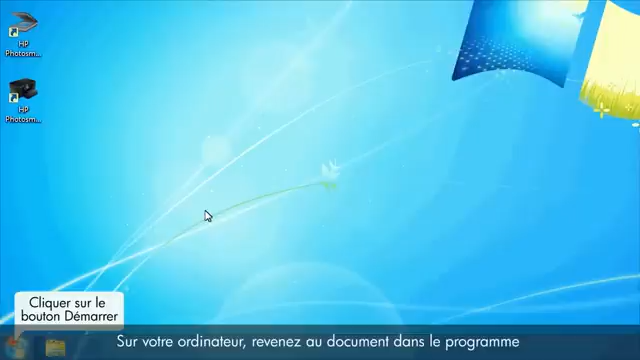 HP
Photosm...
HP
Photosm...
Cliquer sur le
bouton Démarrer
Sur votre ordinateur, revenez au document dans le programme